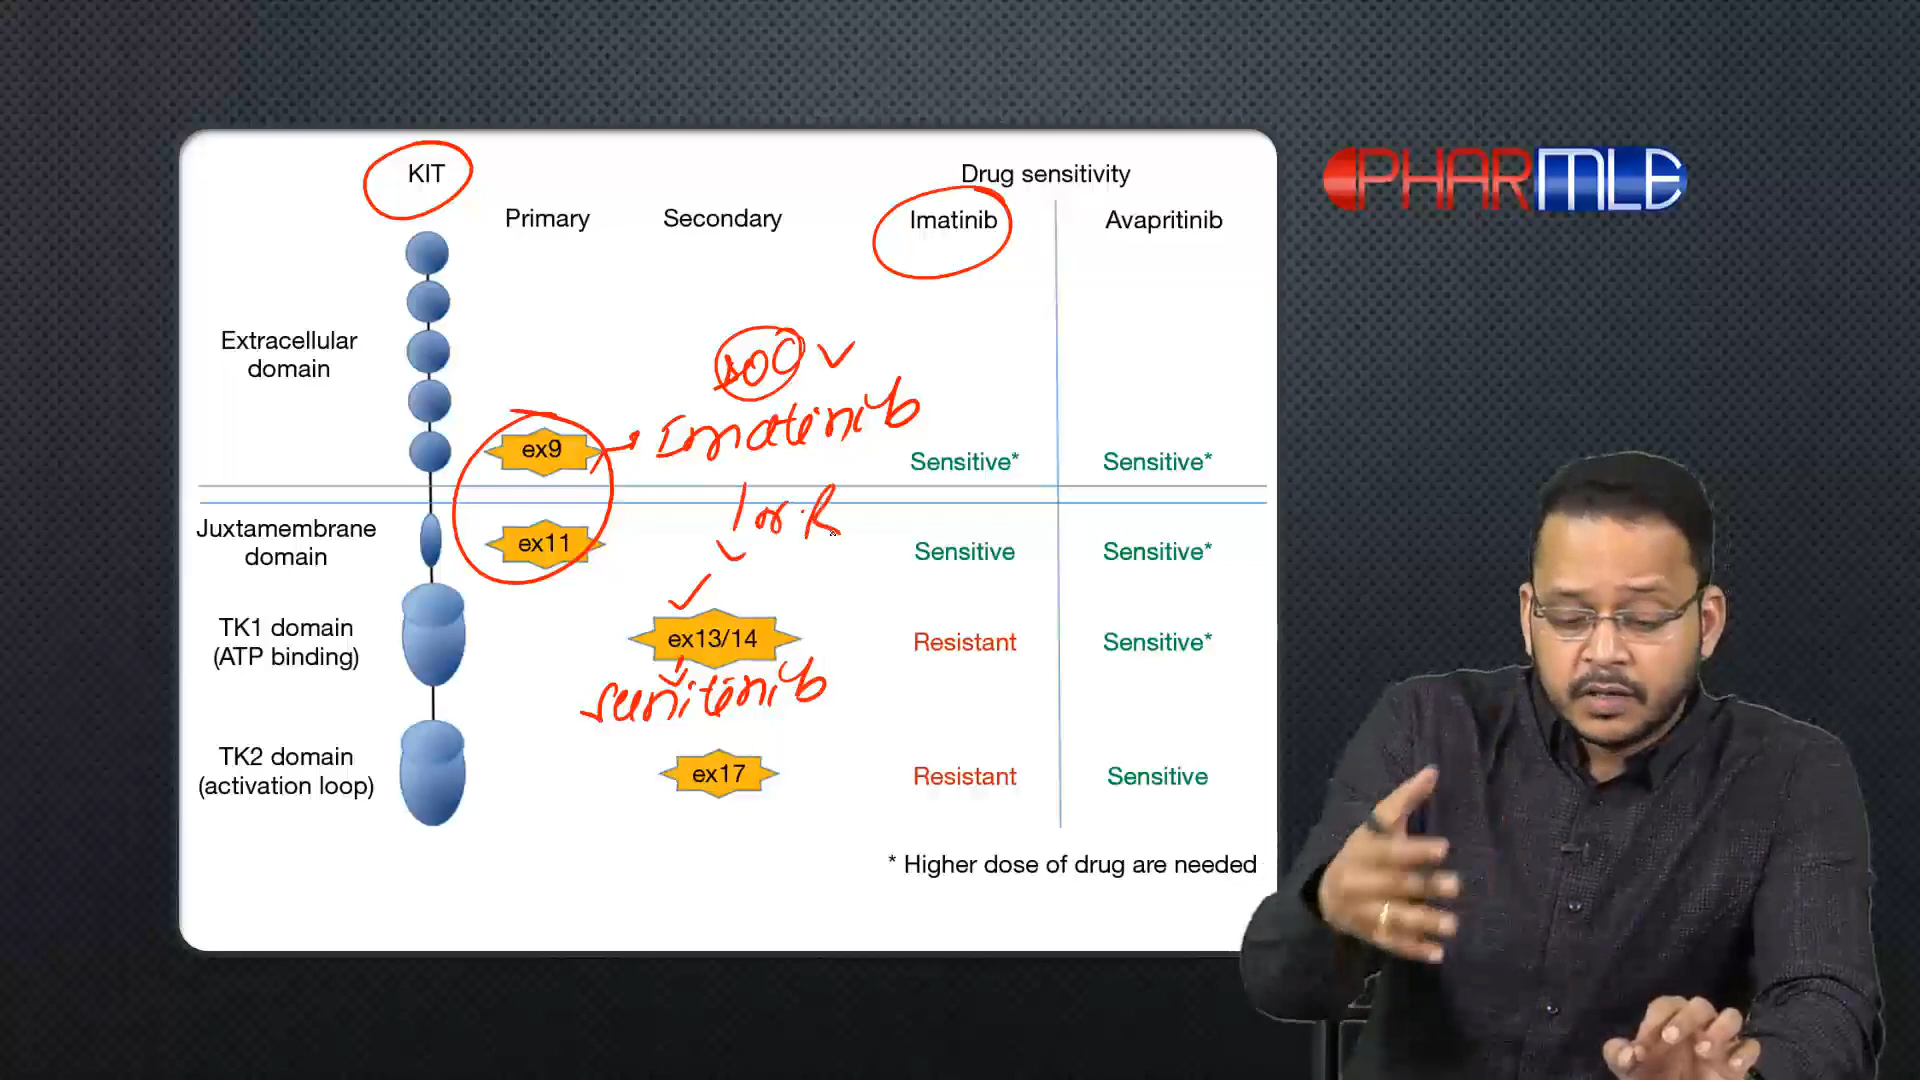 PHARMLE
KIT
Drug sensitivity
Primary
Secondary
Imatinib
Avapritinib
Extracellular
domain
Imatinib
ex9
Sensitive*
Sensitive*
or R
Juxtamembrane
domain
ex11
Sensitive
Sensitive*
TK1 domain
(ATP binding)
ex13/14
Resistant
Sensitive*
Sunitinib
TK2 domain
(activation loop)
ex17
Resistant
Sensitive
* Higher dose of drug are needed